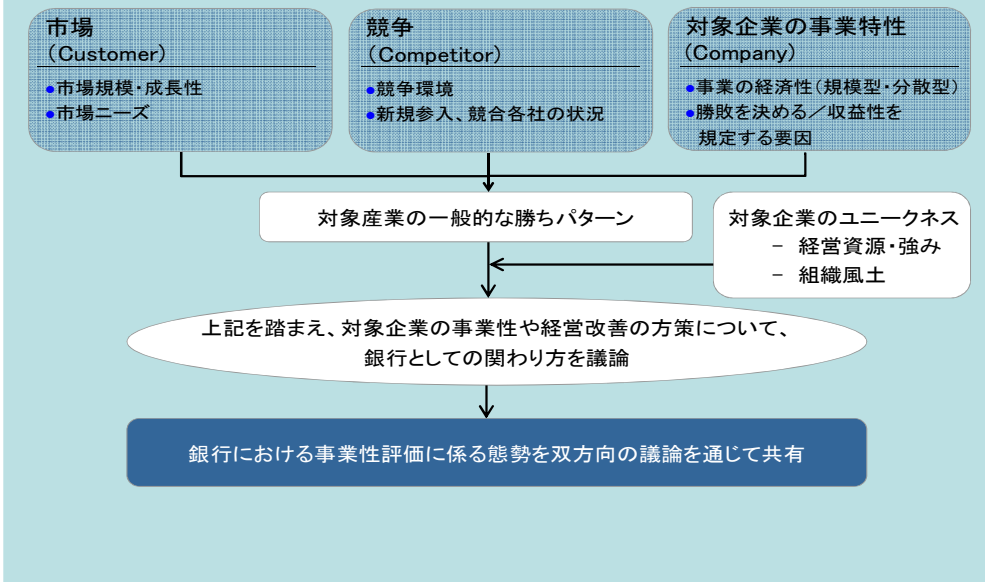 市場
(Customer)
●市場規模・成長性
●市場ニーズ
競争
(Competitor)
●競争環境
●新規参入、競合各社の状況
対象企業の事業特性
(Company)
●事業の経済性(規模型・分散型)
●勝敗を決める/収益性を
規定する要因
対象産業の一般的な勝ちパターン
対象企業のユニークネス
− 経営資源・強み
− 組織風土
上記を踏まえ、対象企業の事業性や経営改善の方策について、
銀行としての関わり方を議論
銀行における事業性評価に係る態勢を双方向の議論を通じて共有